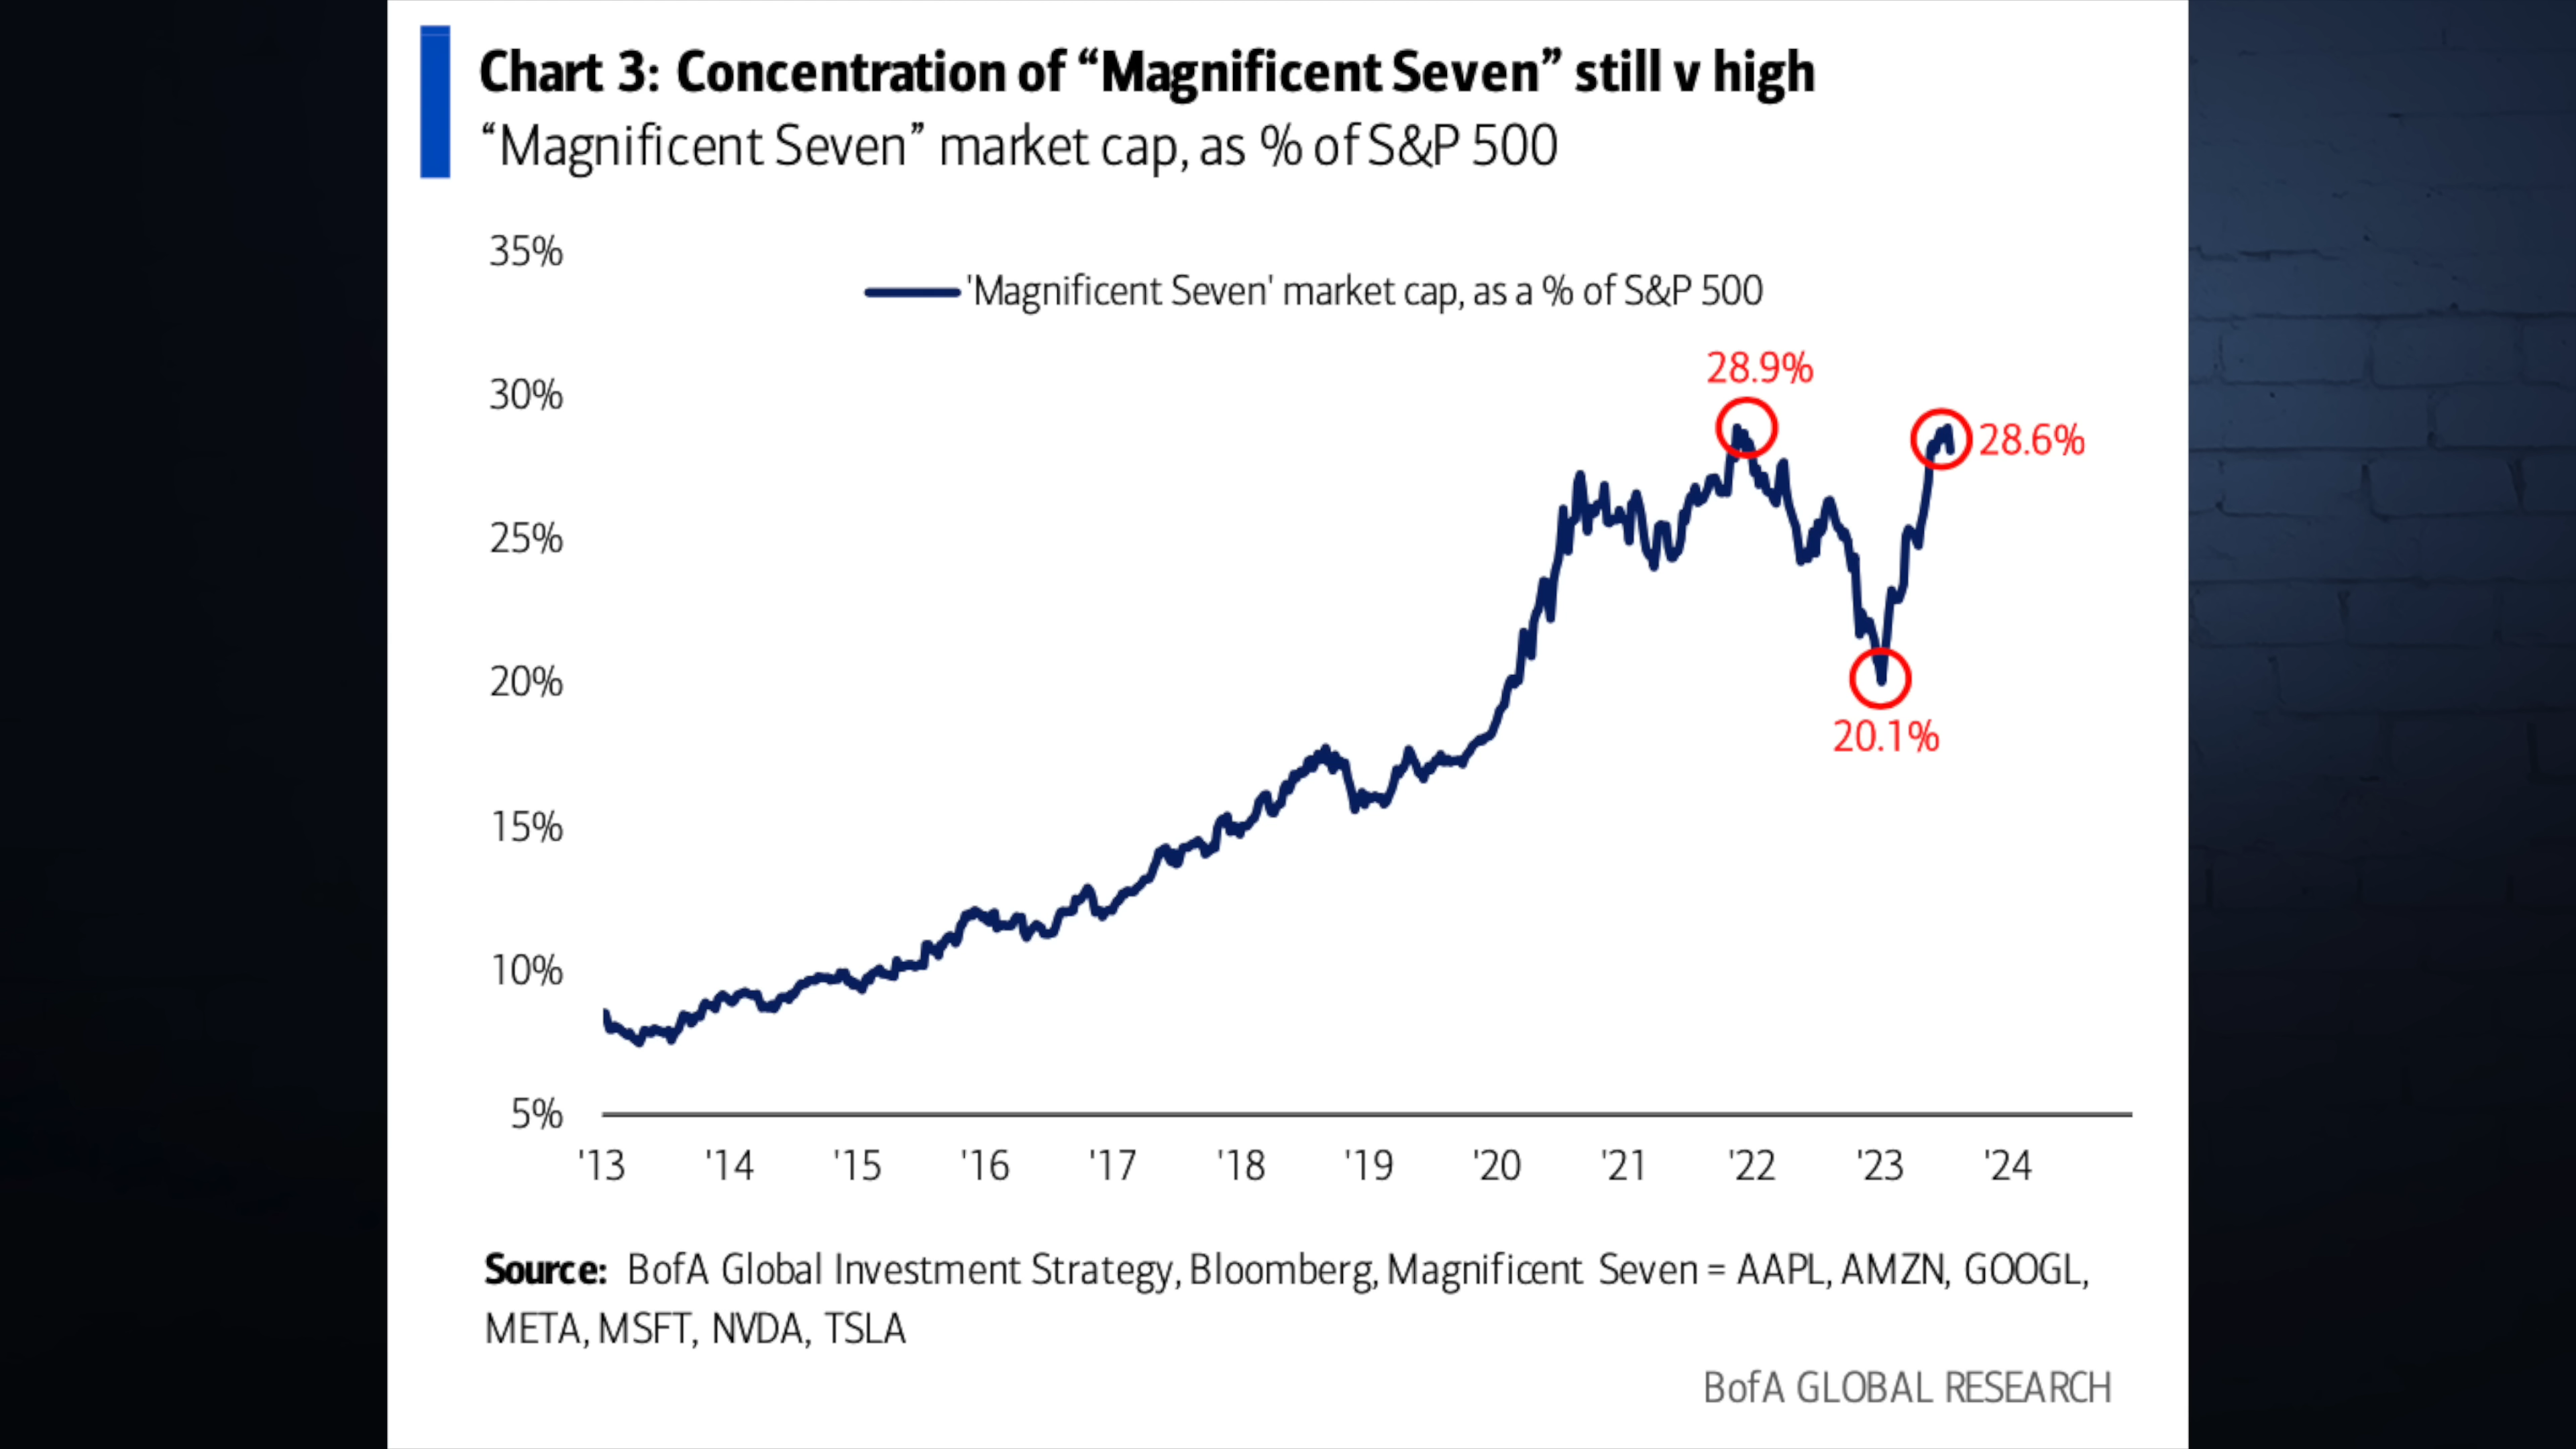 Chart 3: Concentration of “Magnificent Seven” still v high
“Magnificent Seven” market cap, as % of S&P 500
35%
'Magnificent Seven' market cap, as a % of S&P 500
28.9%
30%
28.6%
25%
20%
20.1%
15%
10%
5%
'13 '14 '15 '16 '17 '18 '19 '20 '21 '22 '23 '24
Source: BofA Global Investment Strategy, Bloomberg, Magnificent Seven = AAPL, AMZN, GOOGL,
META, MSFT, NVDA, TSLA
BofA GLOBAL RESEARCH